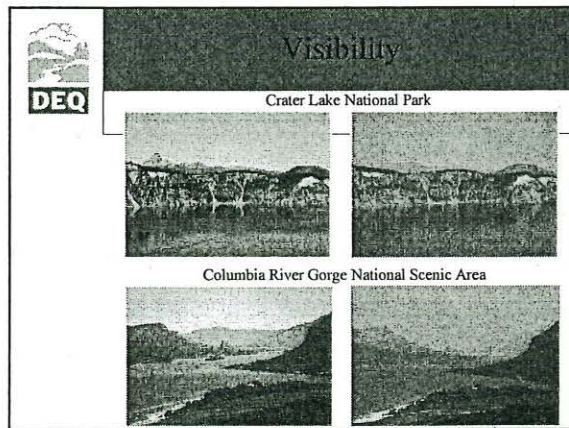 Visibility
DEQ
Crater Lake National Park
Columbia River Gorge National Scenic Area